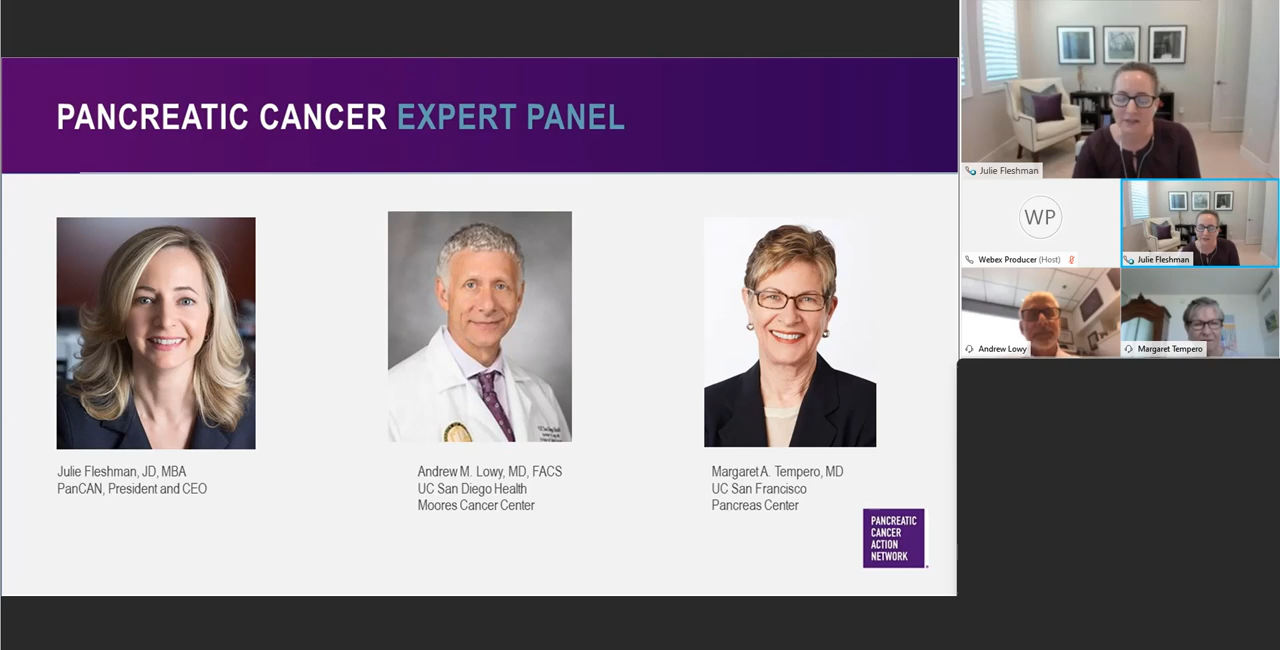 PANCREATIC CANCER EXPERT PANEL
Julie Fleshman, JD, MBA
PanCAN, President and CEO
Andrew M. Lowy, MD, FACS
UC San Diego Health
Moores Cancer Center
Margaret A. Tempero, MD
UC San Francisco
Pancreas Center
PANCREATIC
CANCER
ACTION
NETWORK
Julie Fleshman
WP
Webex Producer (Host)
Julie Fleshman
Andrew Lowy
Margaret Tempero